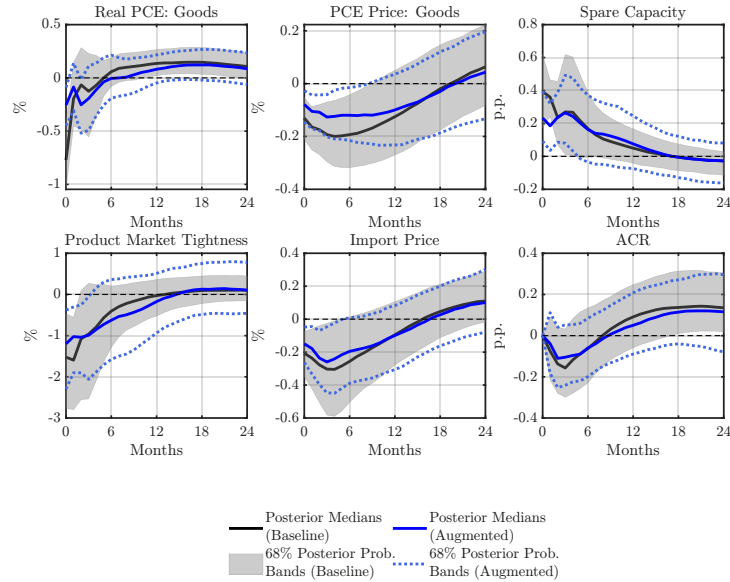 Real PCE: Goods
PCE Price: Goods
Spare Capacity
0.5
0
-0.5
-1
%
0 6 12 18 24
Months
0.2
0
-0.2
-0.4
%
0 6 12 18 24
Months
0.8
0.6
0.4
0.2
0
-0.2
p.p.
0 6 12 18 24
Months
Product Market Tightness
Import Price
ACR
1
0
-1
-2
-3
%
0 6 12 18 24
Months
0.4
0.2
0
-0.2
-0.4
-0.6
%
0 6 12 18 24
Months
0.4
0.2
0
-0.2
-0.4
p.p.
0 6 12 18 24
Months
Posterior Medians
(Baseline)
Posterior Medians
(Augmented)
68% Posterior Prob.
Bands (Baseline)
68% Posterior Prob.
Bands (Augmented)